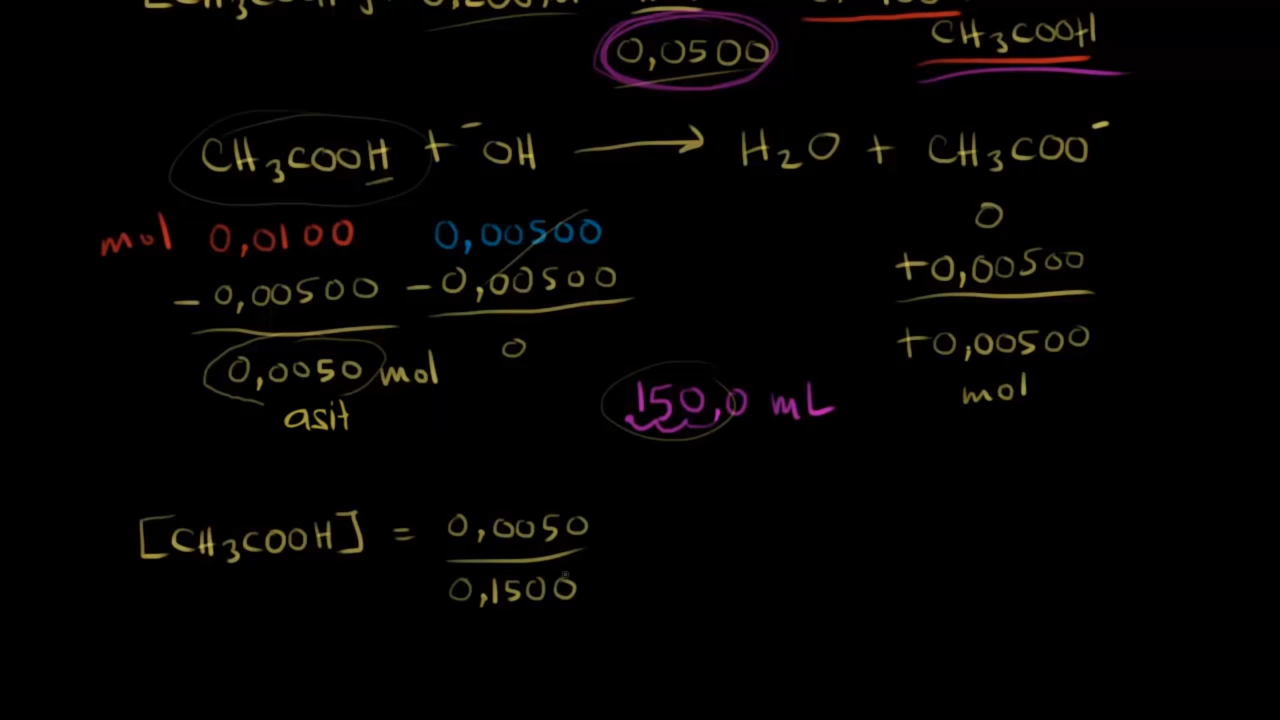 0,0500
CH₃COOH
CH₃COOH + ⁻OH → H₂O + CH₃COO⁻
mol 0,0100 0,00500 0
- 0,00500 - 0,00500 +0,00500
0,0050 mol 0 +0,00500
asit 150,0 mL mol
[CH₃COOH] = 0,0050
0,1500